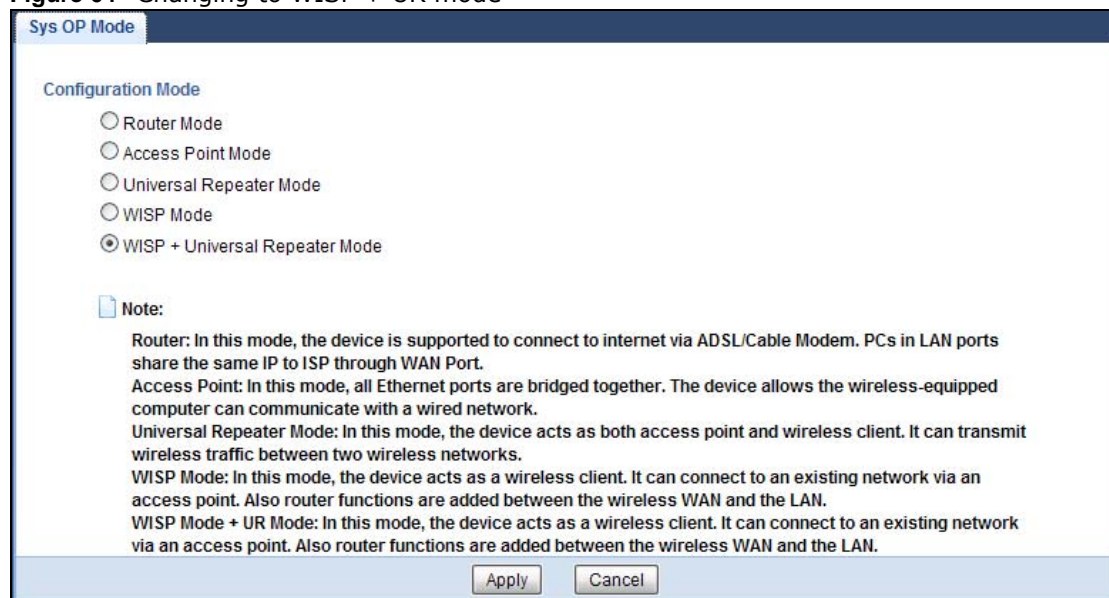 Figure 61 Changing to WISP + UR mode
Sys OP Mode
Configuration Mode
Router Mode
Access Point Mode
Universal Repeater Mode
WISP Mode
WISP + Universal Repeater Mode
Note:
Router: In this mode, the device is supported to connect to internet via ADSL/Cable Modem. PCs in LAN ports
share the same IP to ISP through WAN Port.
Access Point: In this mode, all Ethernet ports are bridged together. The device allows the wireless-equipped
computer can communicate with a wired network.
Universal Repeater Mode: In this mode, the device acts as both access point and wireless client. It can transmit
wireless traffic between two wireless networks.
WISP Mode: In this mode, the device acts as a wireless client. It can connect to an existing network via an
access point. Also router functions are added between the wireless WAN and the LAN.
WISP Mode + UR Mode: In this mode, the device acts as a wireless client. It can connect to an existing network
via an access point. Also router functions are added between the wireless WAN and the LAN.
Apply Cancel